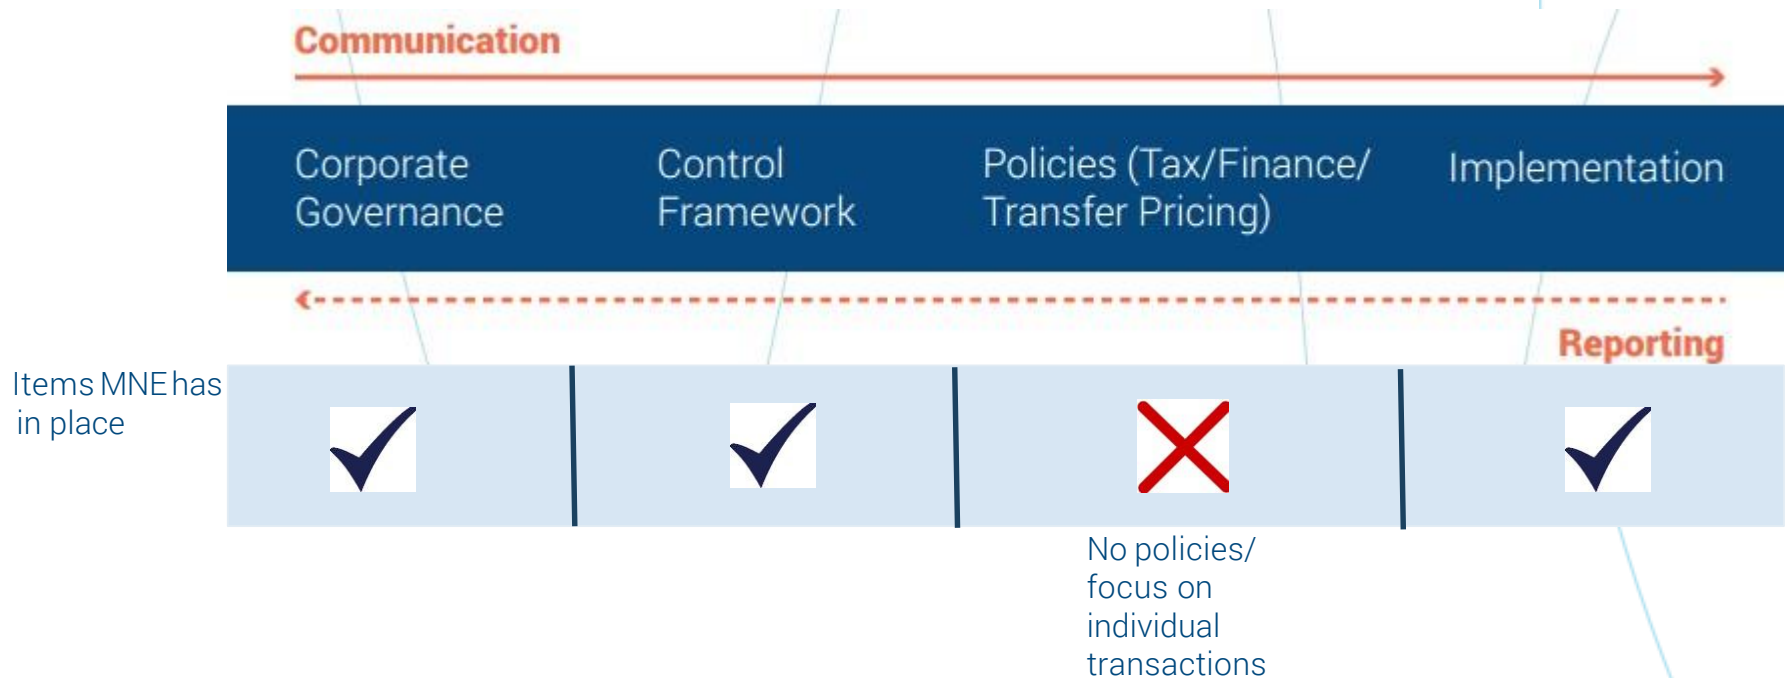 Communication
Corporate
Governance
Control
Framework
Policies (Tax/Finance/
Transfer Pricing)
Implementation
Reporting
Items MNE has
in place
No policies/
focus on
individual
transactions